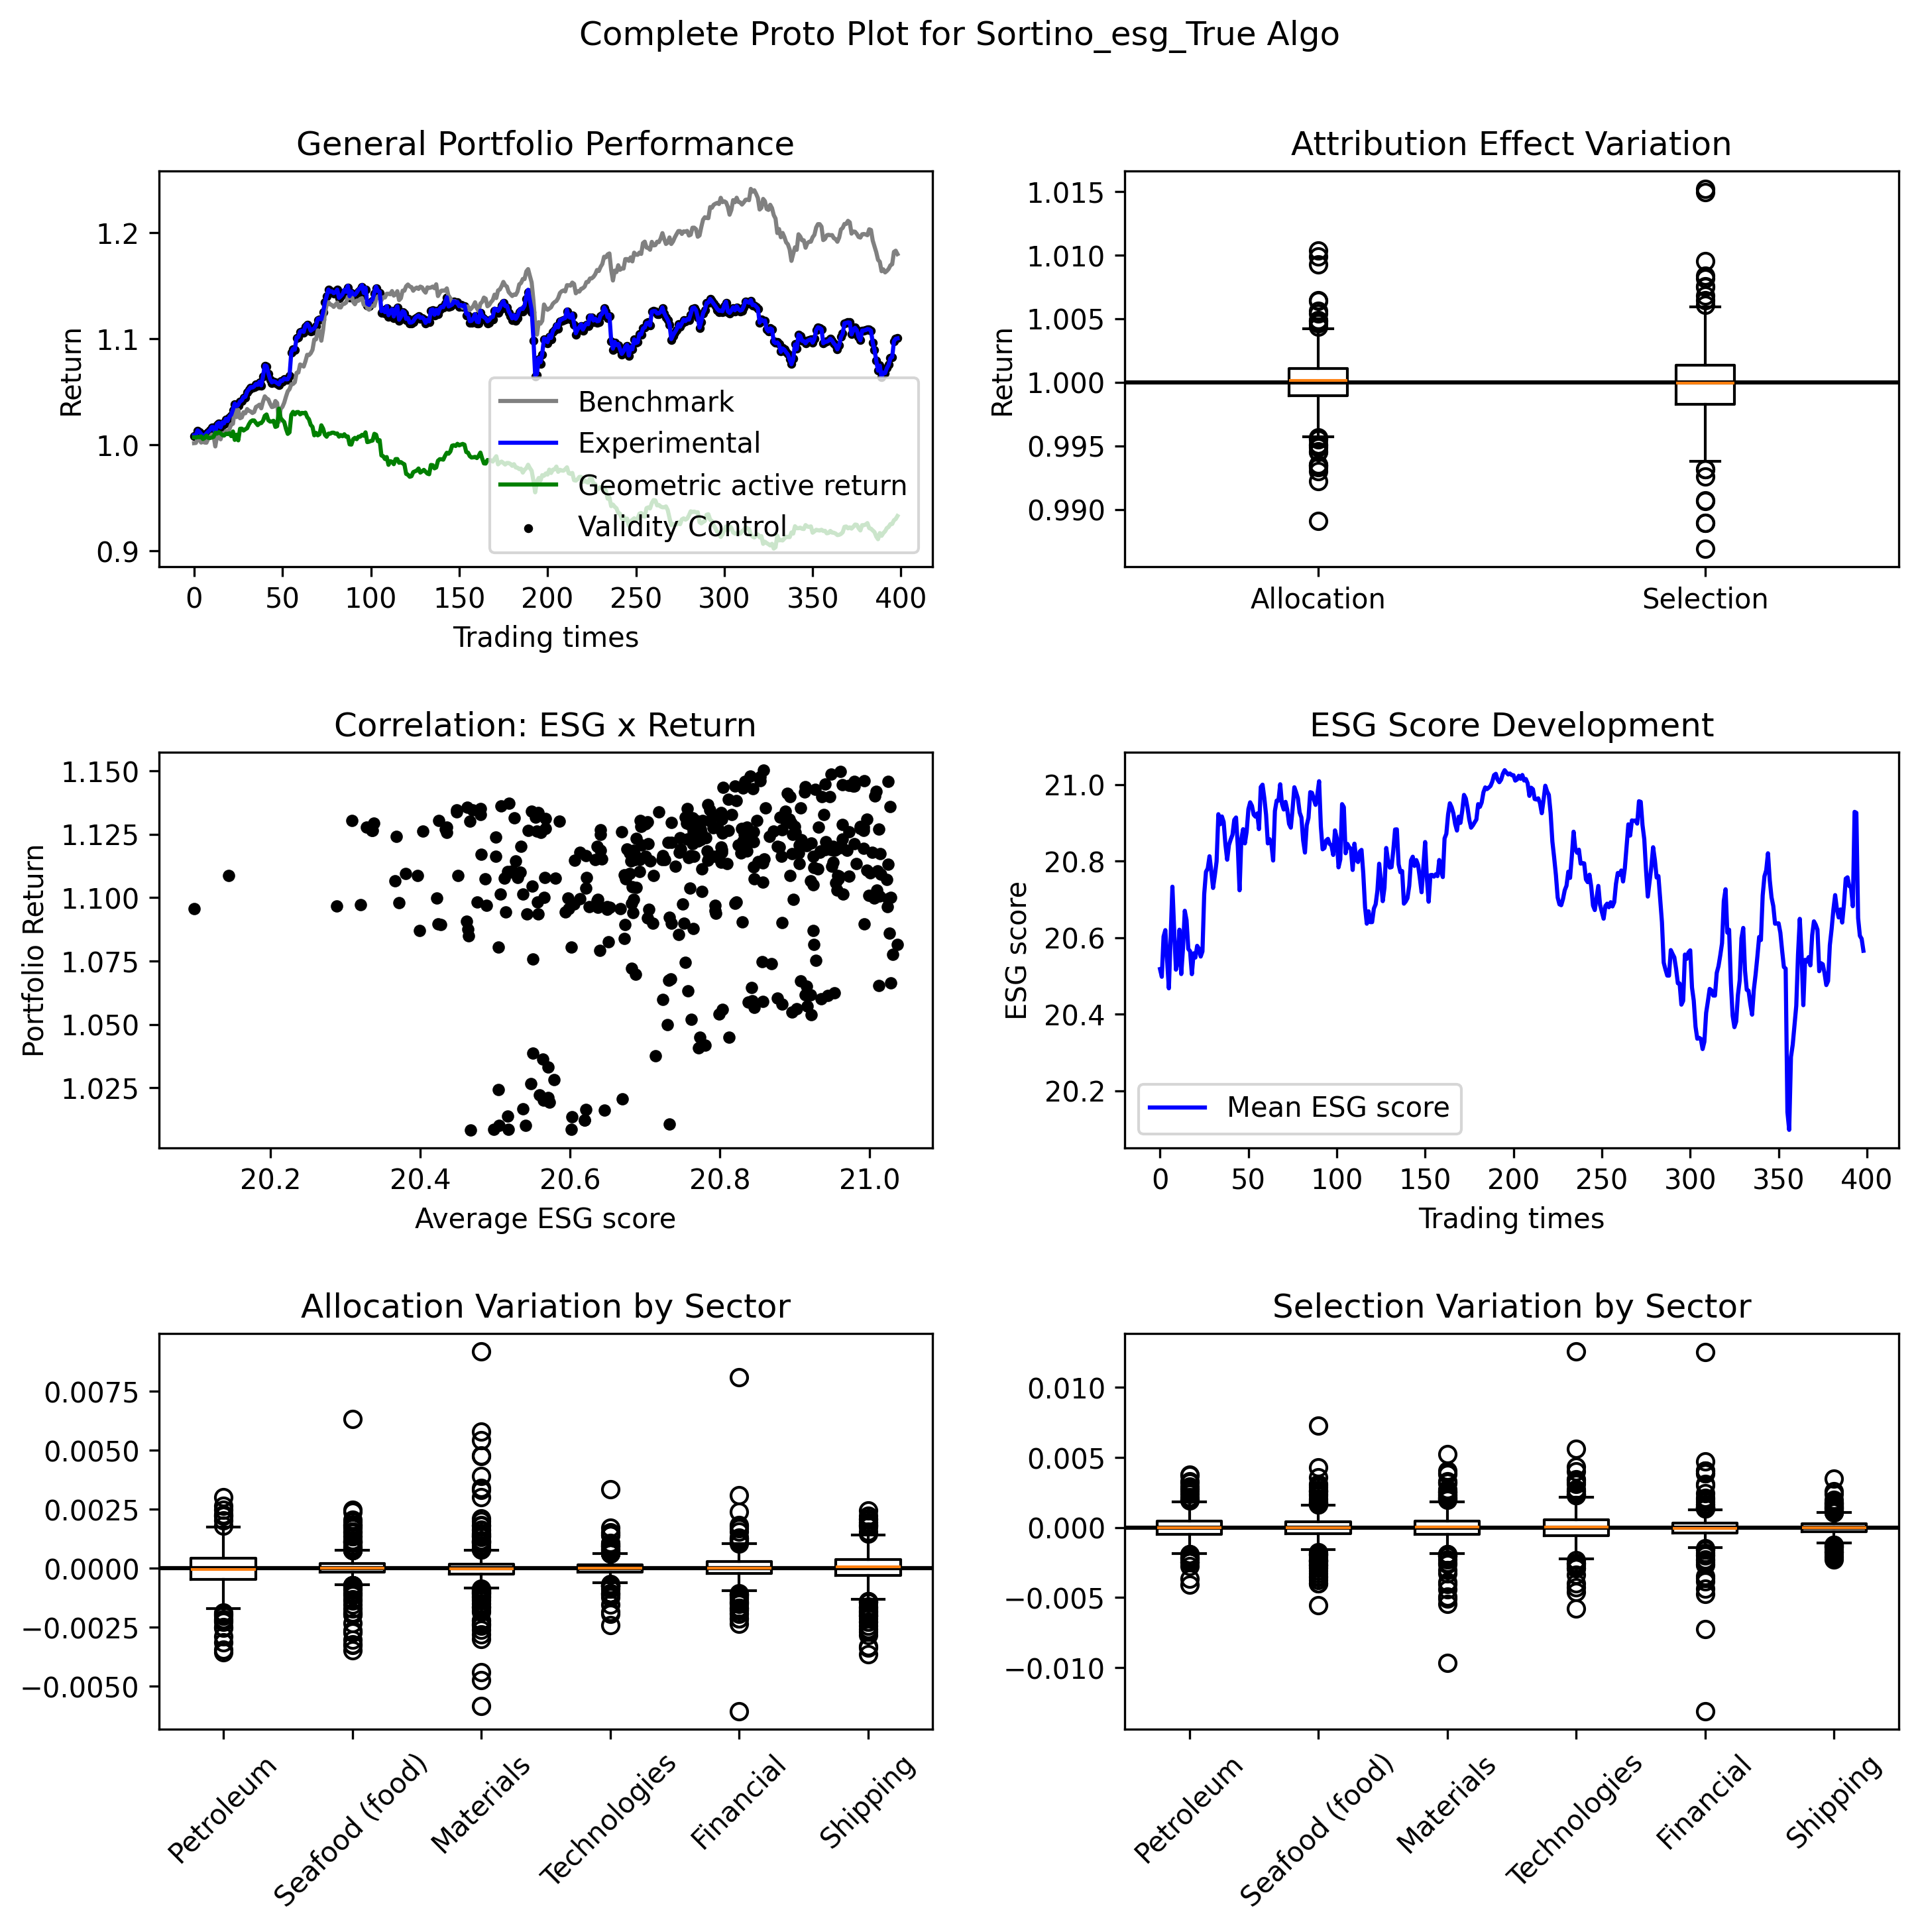 Complete Proto Plot for Sortino_esg_True Algo
General Portfolio Performance
Return
1.2
1.1
1.0
0.9
Benchmark
Experimental
Geometric active return
Validity Control
0 50 100 150 200 250 300 350 400
Trading times
Attribution Effect Variation
Return
1.015
1.010
1.005
1.000
0.995
0.990
Allocation Selection
Correlation: ESG x Return
Portfolio Return
1.150
1.125
1.100
1.075
1.050
1.025
20.2 20.4 20.6 20.8 21.0
Average ESG score
ESG Score Development
ESG score
21.0
20.8
20.6
20.4
20.2
Mean ESG score
0 50 100 150 200 250 300 350 400
Trading times
Allocation Variation by Sector
0.0075
0.0050
0.0025
0.0000
−0.0025
−0.0050
Petroleum
Seafood (food)
Materials
Technologies
Financial
Shipping
Selection Variation by Sector
0.010
0.005
0.000
−0.005
−0.010
Petroleum
Seafood (food)
Materials
Technologies
Financial
Shipping